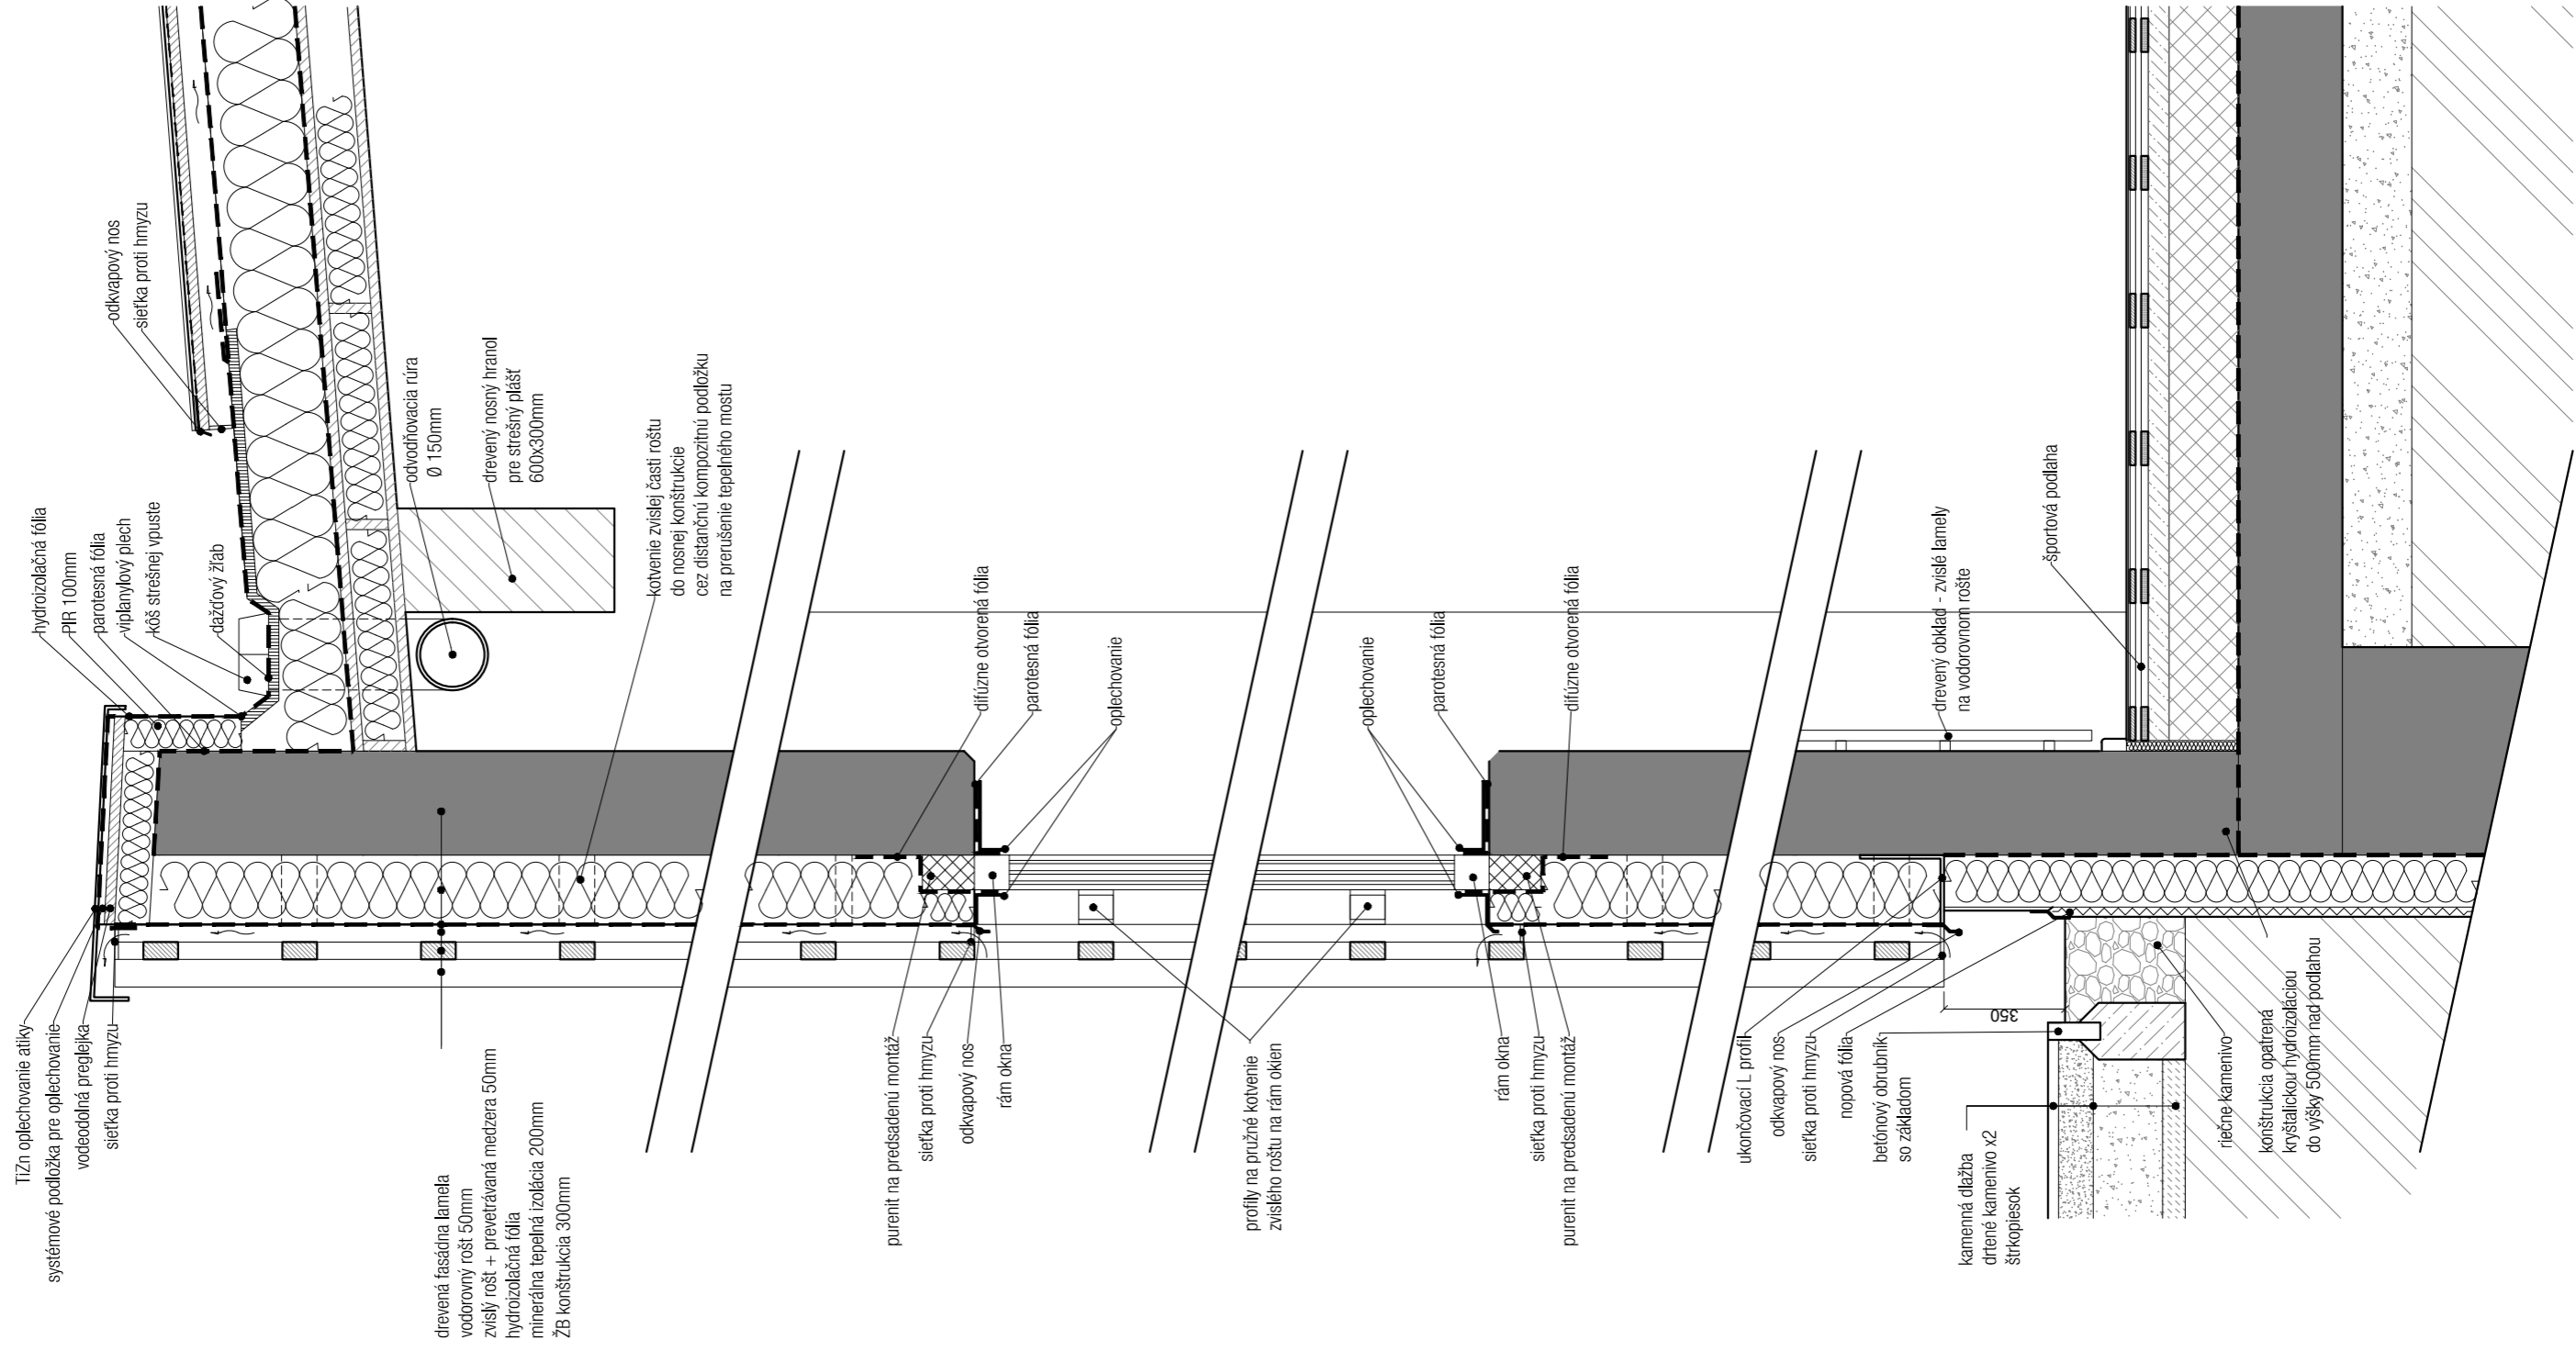 TiZn oplechovanie atiky
systémové podložka pre oplechovanie
vodeodolná preglejka
sieťka proti hmyzu
hydroizolačná fólia
PIR 100mm
parotesná fólia
viplanylový plech
kôš strešnej vpuste
dažďový žľab
odkvapový nos
sieťka proti hmyzu
odvodňovacia rúra
Ø 150mm
drevený nosný hranol
pre strešný plášť
600x300mm
kotvenie zvislej časti roštu
do nosnej konštrukcie
cez distančnú kompozitnú podložku
na prerušenie tepelného mostu
drevená fasádna lamela
vodorovný rošt 50mm
zvislý rošt + prevetrávaná medzera 50mm
hydroizolačná fólia
minerálna tepelná izolácia 200mm
ŽB konštrukcia 300mm
difúzne otvorená fólia
parotesná fólia
oplechovanie
purenit na predsadenú montáž
sieťka proti hmyzu
odkvapový nos
rám okna
profily na pružné kotvenie
zvislého roštu na rám okien
oplechovanie
parotesná fólia
difúzne otvorená fólia
rám okna
sieťka proti hmyzu
purenit na predsadenú montáž
drevený obklad - zvislé lamely
na vodorovnom rošte
športová podlaha
ukončovací L profil
odkvapový nos
sieťka proti hmyzu
nopová fólia
betónový obrubník
so základom
350
kamenná dlažba
drtené kamenivo x2
štrkopiesok
riečne kamenivo
konštrukcia opatrená
kryštalickou hydroizoláciou
do výšky 500mm nad podlahou